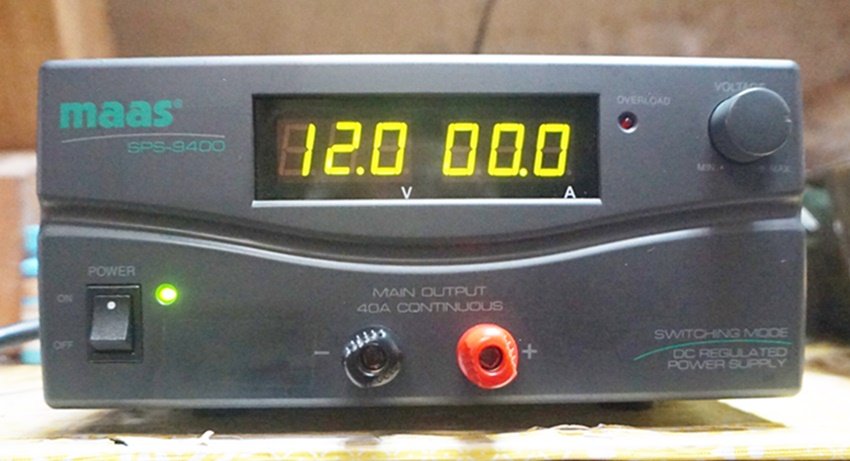 maas®
SPS-9400
12.0 00.0
V A
OVERLOAD
VOLTAGE
MIN. MAX.
POWER
ON
OFF
MAIN OUTPUT
40A CONTINUOUS
− +
SWITCHING MODE
DC REGULATED
POWER SUPPLY